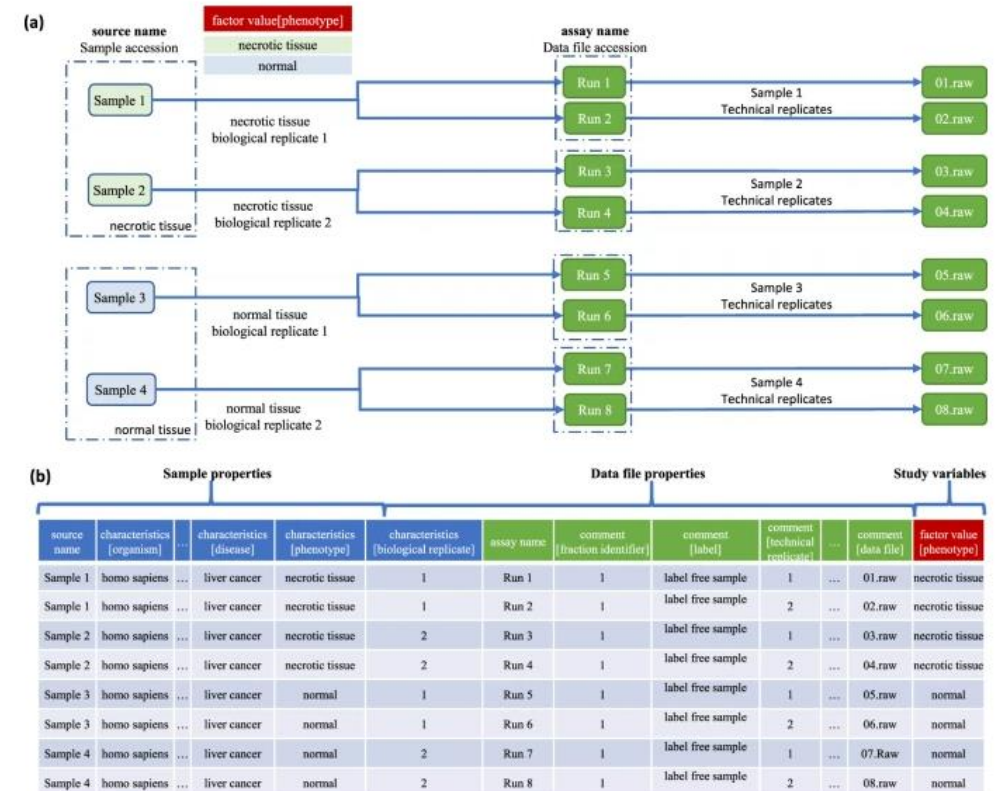 (a)
source name
Sample accession
factor value[phenotype]
necrotic tissue
normal
assay name
Data file accession
Sample 1
necrotic tissue
biological replicate 1
Run 1
Run 2
Sample 1
Technical replicates
01.raw
02.raw
Sample 2
necrotic tissue
necrotic tissue
biological replicate 2
Run 3
Run 4
Sample 2
Technical replicates
03.raw
04.raw
Sample 3
normal tissue
biological replicate 1
Run 5
Run 6
Sample 3
Technical replicates
05.raw
06.raw
Sample 4
normal tissue
normal tissue
biological replicate 2
Run 7
Run 8
Sample 4
Technical replicates
07.raw
08.raw
(b)
Sample properties Data file properties Study variables
source name characteristics [organism] ... characteristics [disease] characteristics [phenotype] characteristics [biological replicate] assay name comment [fraction identifier] comment [label] comment [technical replicate] ... comment [data file] factor value [phenotype]
Sample 1 homo sapiens ... liver cancer necrotic tissue 1 Run 1 1 label free sample 1 ... 01.raw necrotic tissue
Sample 1 homo sapiens ... liver cancer necrotic tissue 1 Run 2 1 label free sample 2 ... 02.raw necrotic tissue
Sample 2 homo sapiens ... liver cancer necrotic tissue 2 Run 3 1 label free sample 1 ... 03.raw necrotic tissue
Sample 2 homo sapiens ... liver cancer necrotic tissue 2 Run 4 1 label free sample 2 ... 04.raw necrotic tissue
Sample 3 homo sapiens ... liver cancer normal 1 Run 5 1 label free sample 1 ... 05.raw normal
Sample 3 homo sapiens ... liver cancer normal 1 Run 6 1 label free sample 2 ... 06.raw normal
Sample 4 homo sapiens ... liver cancer normal 2 Run 7 1 label free sample 1 ... 07.Raw normal
Sample 4 homo sapiens ... liver cancer normal 2 Run 8 1 label free sample 2 ... 08.raw normal